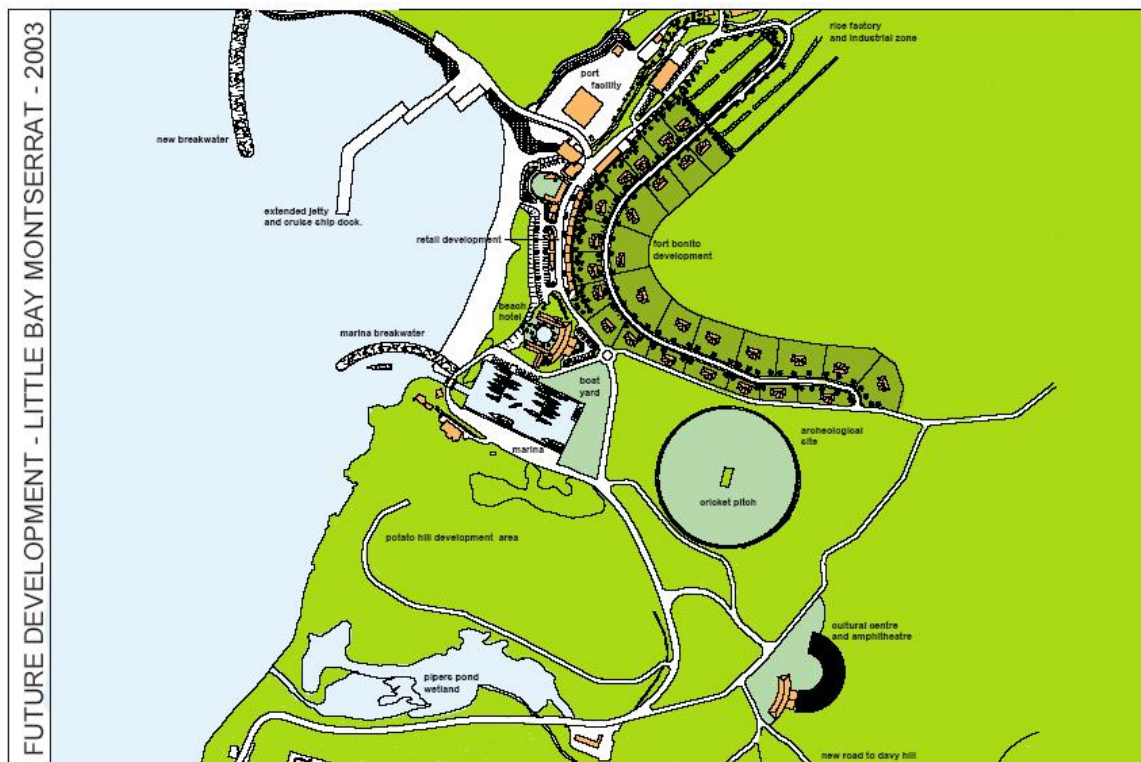 FUTURE DEVELOPMENT - LITTLE BAY MONTSERRAT - 2003
rice factory
and industrial zone
port
facility
new breakwater
extended jetty
and cruise ship dock.
retail development
fort bonito
development
beach
hotel
marina breakwater
boat
yard
archeological
site
marina
cricket pitch
potato hill development area
cultural centre
and amphitheatre
pipers pond
wetland
new road to davy hill